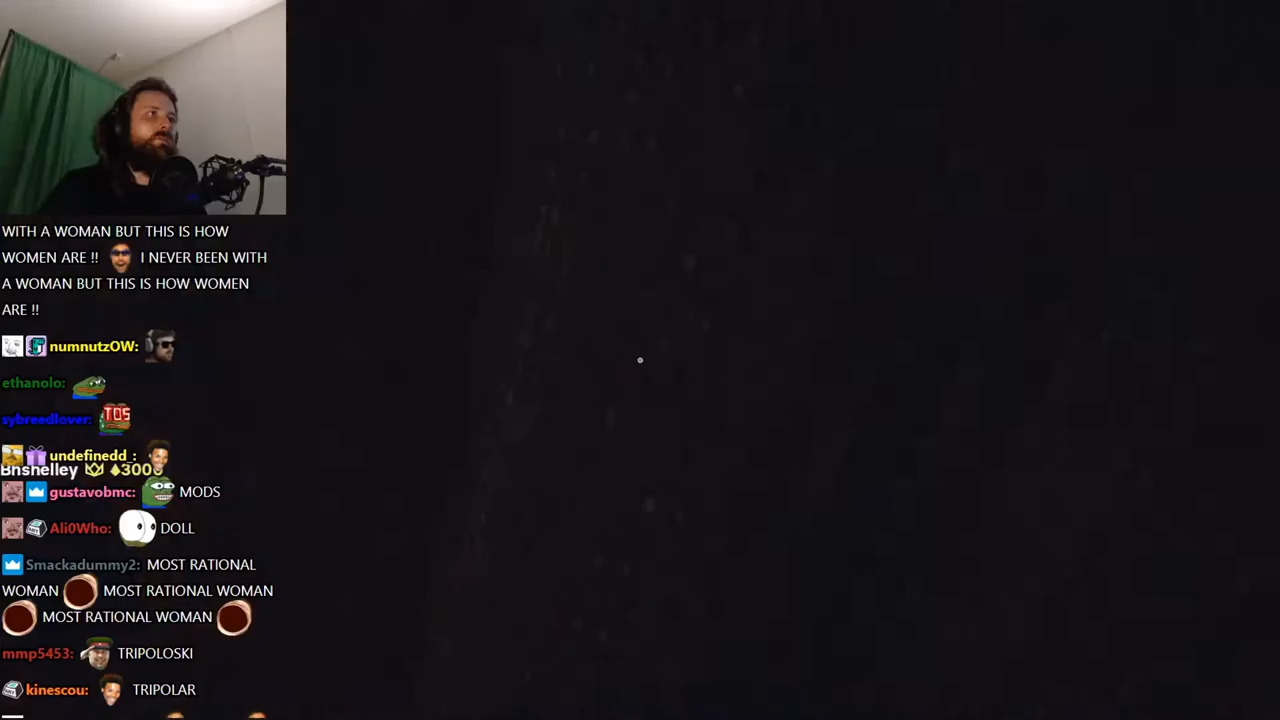 WITH A WOMAN BUT THIS IS HOW
WOMEN ARE !! I NEVER BEEN WITH
A WOMAN BUT THIS IS HOW WOMEN
ARE !!
numnutzOW:
ethanolo:
sybreedlover: TOS
undefinedd_:
Bhshelley 3000
gustavobmc: MODS
Ali0Who: DOLL
Smackadummy2: MOST RATIONAL
WOMAN MOST RATIONAL WOMAN
MOST RATIONAL WOMAN
mmp5453: TRIPOLOSKI
kinescou: TRIPOLAR